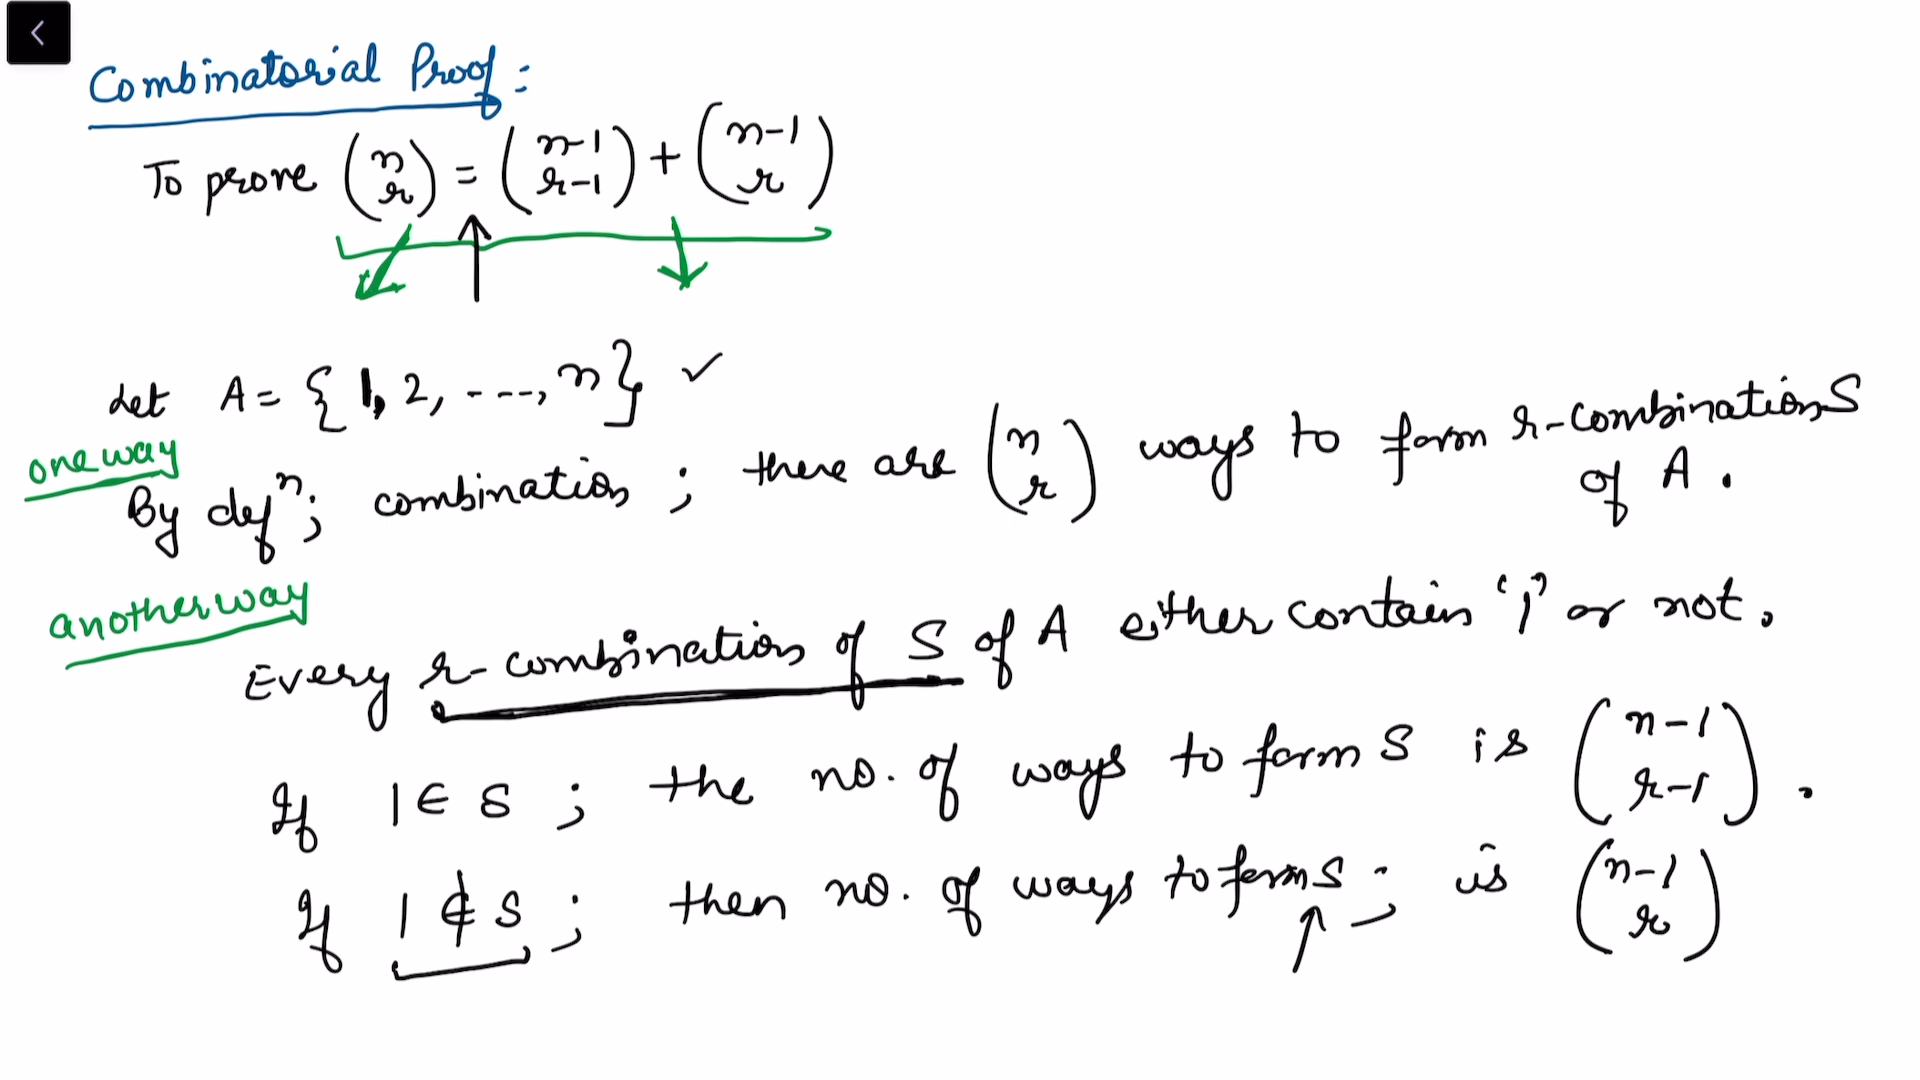 Combinatorial Proof :
To prove (n r) = (n-1 r-1) + (n-1 r)
Let A = { 1, 2, ----, n } ✓
one way
By defⁿ; combination ; there are (n r) ways to form r-combinations of A .
another way
Every r-combination of S of A either contain '1' or not.
If 1 ∈ S ; the no. of ways to form S is (n-1 r-1) .
If 1 ∉ S ; then no. of ways to form S ; is (n-1 r)